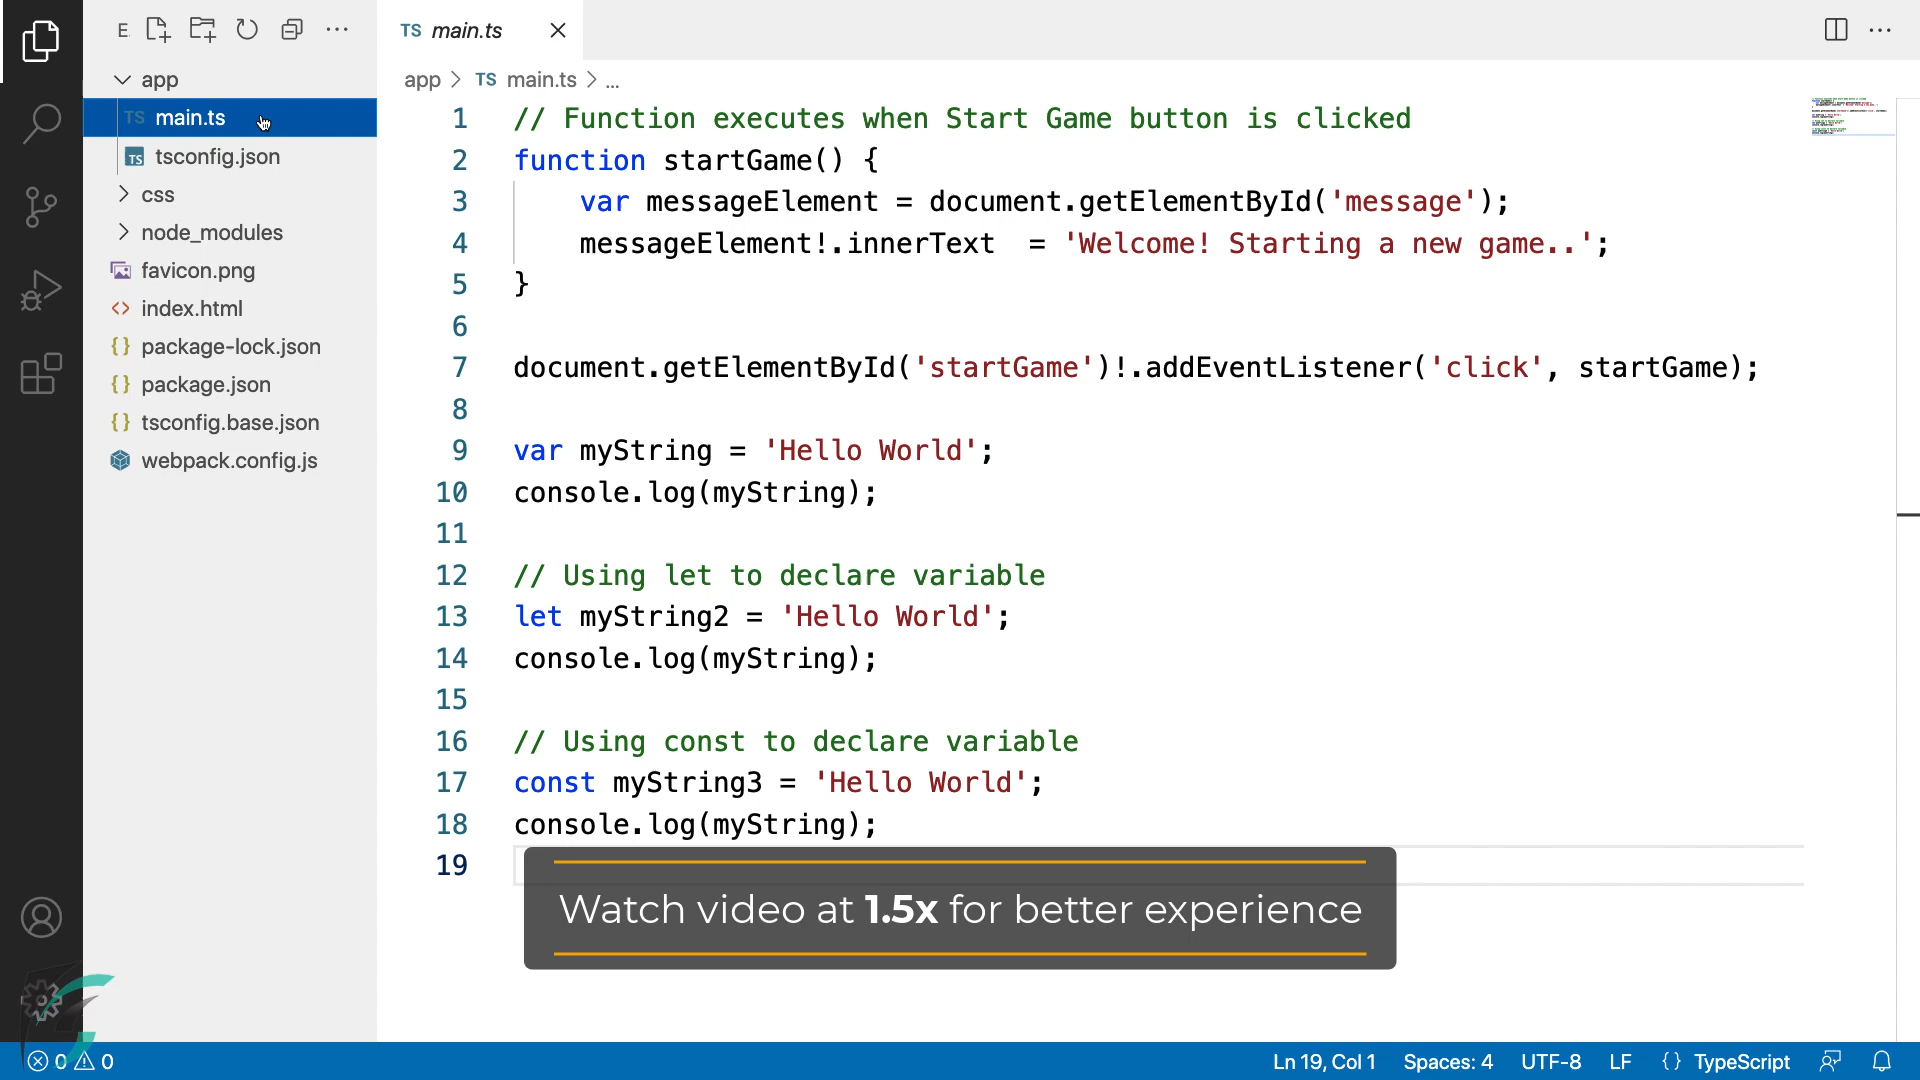 E
TS main.ts
app
app > TS main.ts > ...
TS main.ts
TS tsconfig.json
css
node_modules
favicon.png
<> index.html
{} package-lock.json
{} package.json
{} tsconfig.base.json
webpack.config.js
1 // Function executes when Start Game button is clicked
2 function startGame() {
3 var messageElement = document.getElementById('message');
4 messageElement!.innerText  = 'Welcome! Starting a new game..';
5 }
6
7 document.getElementById('startGame')!.addEventListener('click', startGame);
8
9 var myString = 'Hello World';
10 console.log(myString);
11
12 // Using let to declare variable
13 let myString2 = 'Hello World';
14 console.log(myString);
15
16 // Using const to declare variable
17 const myString3 = 'Hello World';
18 console.log(myString);
19
Watch video at 1.5x for better experience
0 0 Ln 19, Col 1 Spaces: 4 UTF-8 LF {} TypeScript